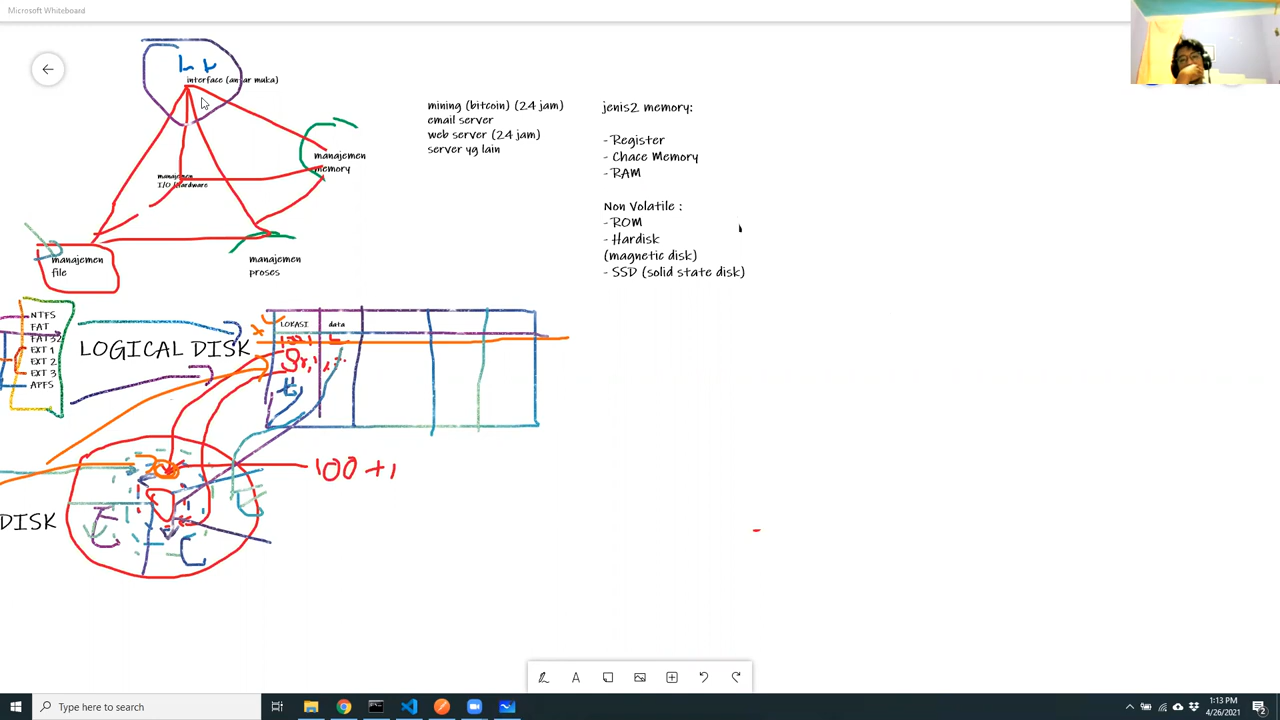 Microsoft Whiteboard
interface (antar muka)
manajemen
memory
manajemen
I/O / hardware
manajemen
file
manajemen
proses
mining (bitcoin) (24 jam)
email server
web server (24 jam)
server yg lain
jenis2 memory:
- Register
- Chace Memory
- RAM
Non Volatile :
- ROM
- Hardisk
(magnetic disk)
- SSD (solid state disk)
NTFS
FAT
FAT 32
EXT 1
EXT 2
EXT 3
APFS
LOGICAL DISK
LOKASI
data
100 + 1
DISK
E
C
Type here to search
1:13 PM
4/26/2021
2